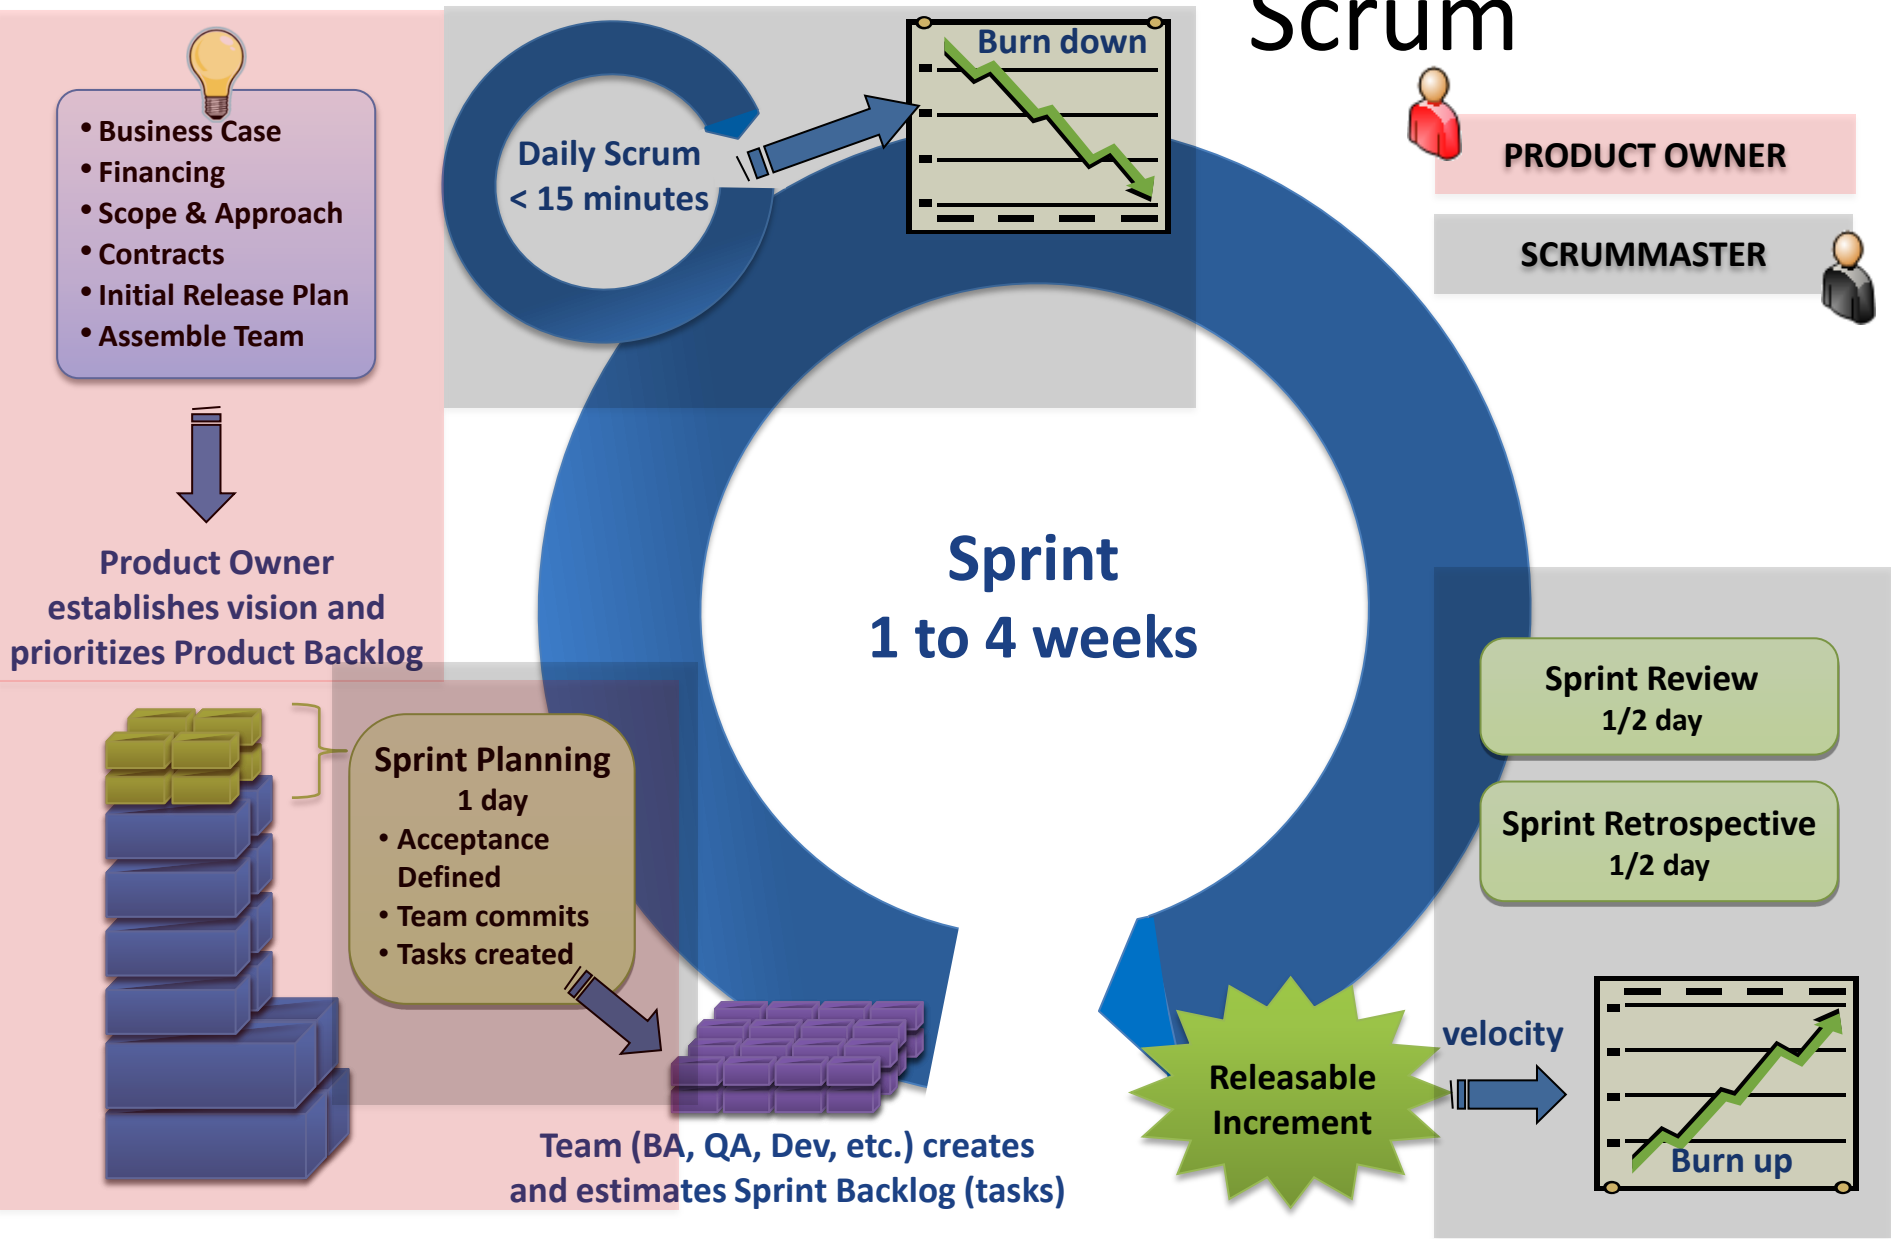 Scrum
• Business Case
• Financing
• Scope & Approach
• Contracts
• Initial Release Plan
• Assemble Team
Daily Scrum
< 15 minutes
Burn down
PRODUCT OWNER
SCRUMMASTER
Product Owner
establishes vision and
prioritizes Product Backlog
Sprint
1 to 4 weeks
Sprint Planning
1 day
• Acceptance
Defined
• Team commits
• Tasks created
Team (BA, QA, Dev, etc.) creates
and estimates Sprint Backlog (tasks)
Sprint Review
1/2 day
Sprint Retrospective
1/2 day
Releasable
Increment
velocity
Burn up